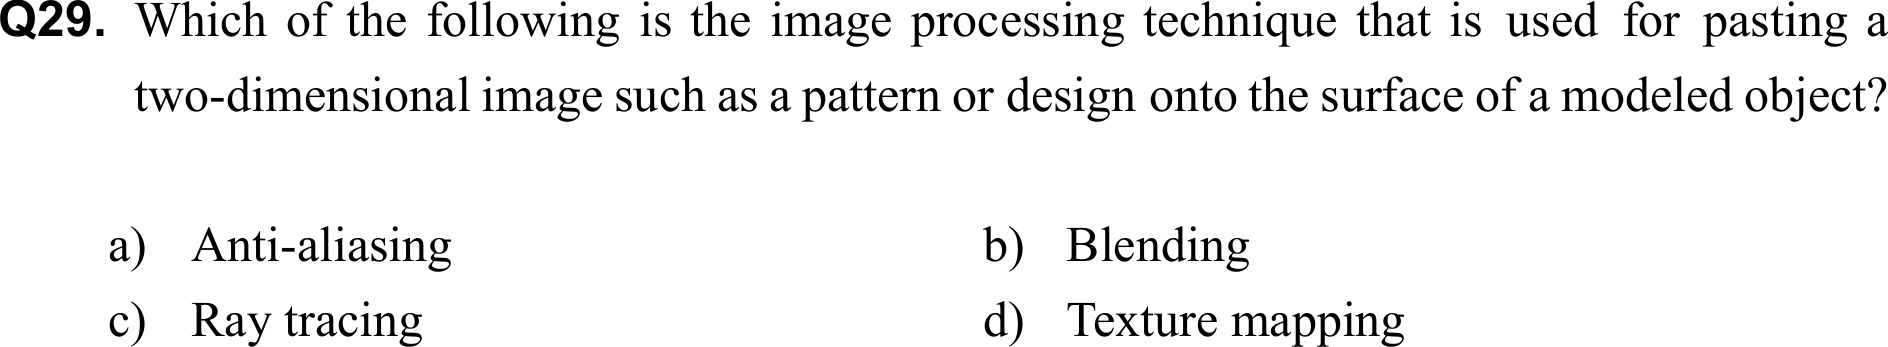 Q29. Which of the following is the image processing technique that is used for pasting a
two-dimensional image such as a pattern or design onto the surface of a modeled object?
a) Anti-aliasing b) Blending
c) Ray tracing d) Texture mapping